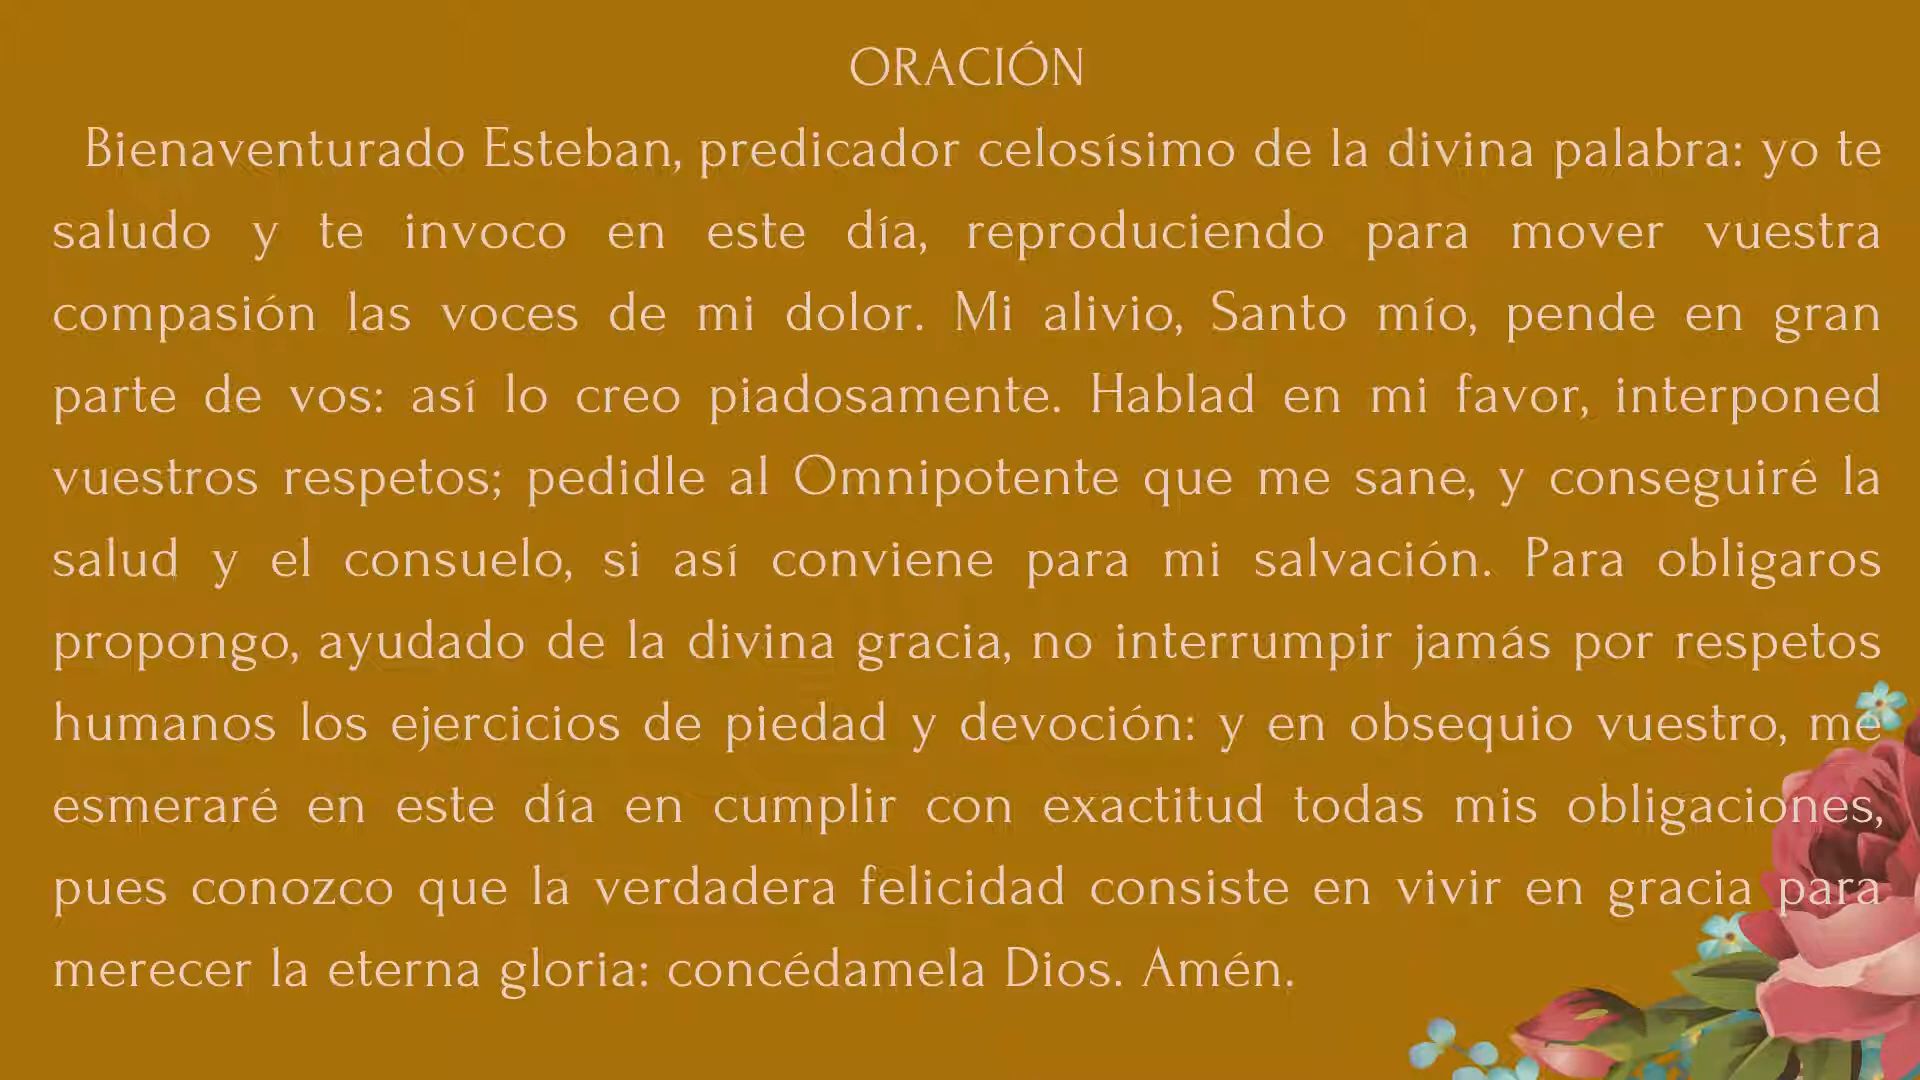 ORACIÓN
Bienaventurado Esteban, predicador celosísimo de la divina palabra: yo te
saludo y te invoco en este día, reproduciendo para mover vuestra
compasión las voces de mi dolor. Mi alivio, Santo mío, pende en gran
parte de vos: así lo creo piadosamente. Hablad en mi favor, interponed
vuestros respetos; pedidle al Omnipotente que me sane, y conseguiré la
salud y el consuelo, si así conviene para mi salvación. Para obligaros
propongo, ayudado de la divina gracia, no interrumpir jamás por respetos
humanos los ejercicios de piedad y devoción: y en obsequio vuestro, me
esmeraré en este día en cumplir con exactitud todas mis obligaciones,
pues conozco que la verdadera felicidad consiste en vivir en gracia para
merecer la eterna gloria: concédamela Dios. Amén.